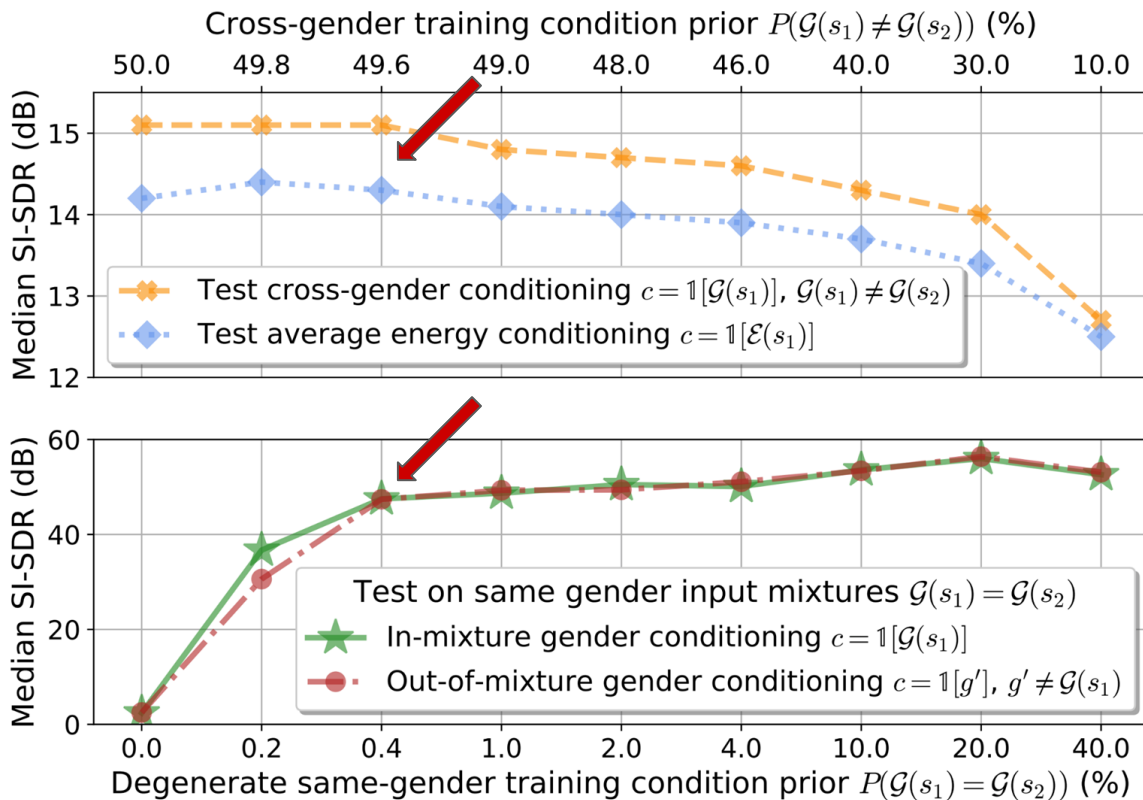 Cross-gender training condition prior P(𝒢(s₁) ≠ 𝒢(s₂)) (%)
50.0 49.8 49.6 49.0 48.0 46.0 40.0 30.0 10.0
Median SI-SDR (dB)
15
14
13
12
Test cross-gender conditioning c = 𝟙[𝒢(s₁)], 𝒢(s₁) ≠ 𝒢(s₂)
Test average energy conditioning c = 𝟙[ℰ(s₁)]
Median SI-SDR (dB)
60
40
20
0
Test on same gender input mixtures 𝒢(s₁) = 𝒢(s₂)
In-mixture gender conditioning c = 𝟙[𝒢(s₁)]
Out-of-mixture gender conditioning c = 𝟙[g′], g′ ≠ 𝒢(s₁)
0.0 0.2 0.4 1.0 2.0 4.0 10.0 20.0 40.0
Degenerate same-gender training condition prior P(𝒢(s₁) = 𝒢(s₂)) (%)